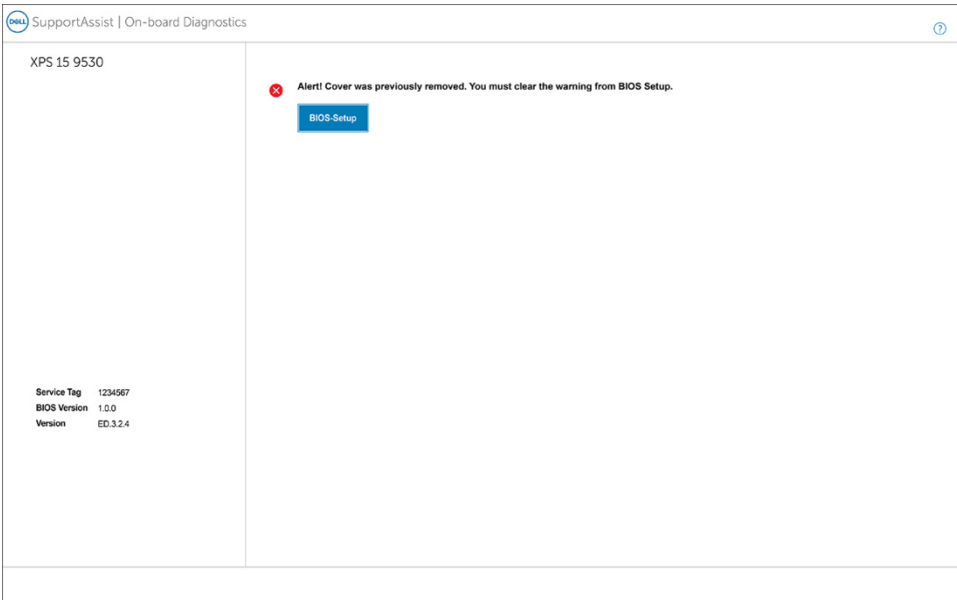 DELL SupportAssist | On-board Diagnostics
?
XPS 15 9530
Alert! Cover was previously removed. You must clear the warning from BIOS Setup.
BIOS-Setup
Service Tag 1234567
BIOS Version 1.0.0
Version ED.3.2.4